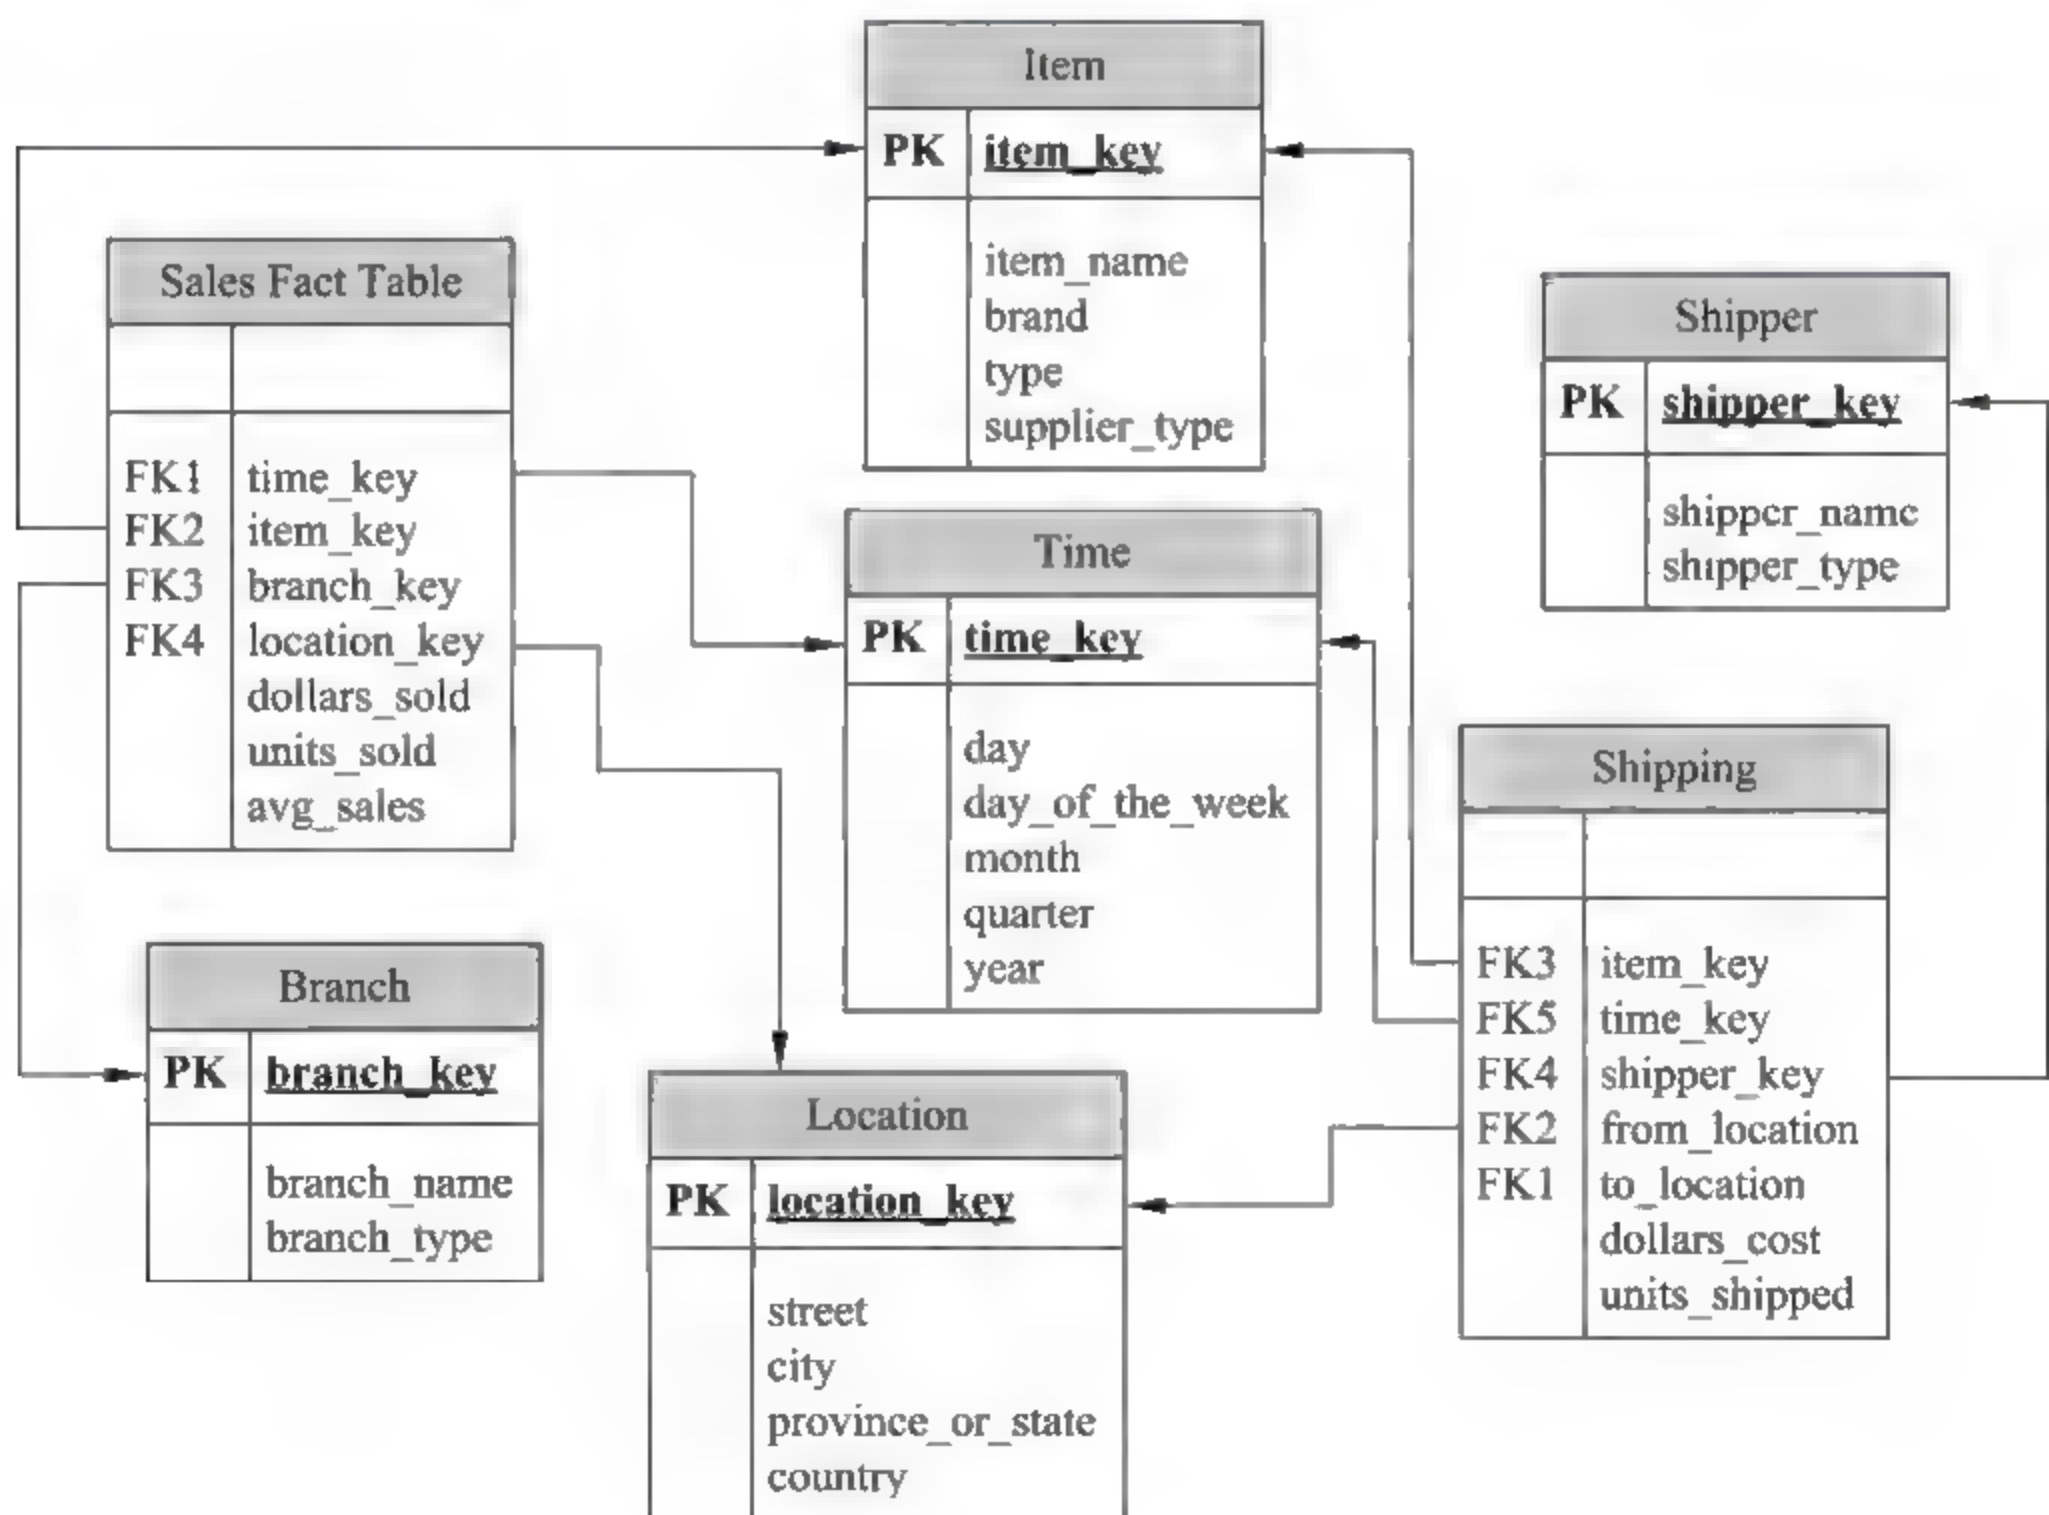 Item
PK item_key
item_name
brand
type
supplier_type
Sales Fact Table
FK1 time_key
FK2 item_key
FK3 branch_key
FK4 location_key
dollars_sold
units_sold
avg_sales
Shipper
PK shipper_key
shipper_name
shipper_type
Time
PK time_key
day
day_of_the_week
month
quarter
year
Shipping
FK3 item_key
FK5 time_key
FK4 shipper_key
FK2 from_location
FK1 to_location
dollars_cost
units_shipped
Branch
PK branch_key
branch_name
branch_type
Location
PK location_key
street
city
province_or_state
country